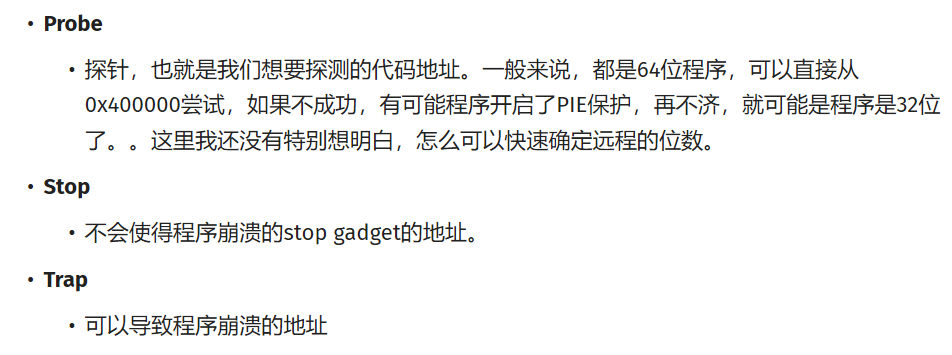 • Probe
• 探针，也就是我们想要探测的代码地址。一般来说，都是64位程序，可以直接从
0x400000尝试，如果不成功，有可能程序开启了PIE保护，再不济，就可能是程序是32位
了。。这里我还没有特别想明白，怎么可以快速确定远程的位数。
• Stop
• 不会使得程序崩溃的stop gadget的地址。
• Trap
• 可以导致程序崩溃的地址